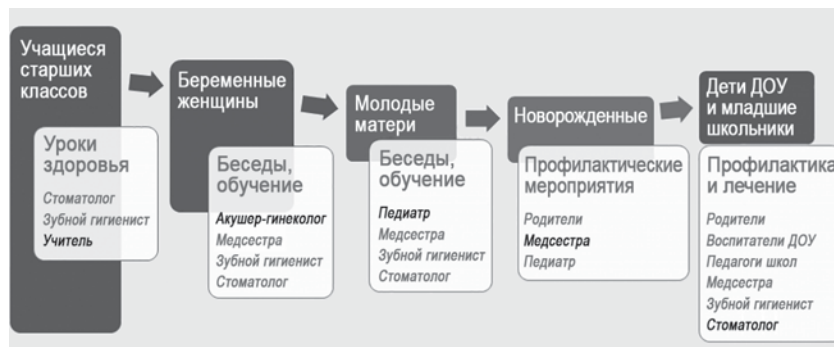 Учащиеся
старших
классов
Уроки
здоровья
Стоматолог
Зубной гигиенист
Учитель
Беременные
женщины
Беседы,
обучение
Акушер-гинеколог
Медсестра
Зубной гигиенист
Стоматолог
Молодые
матери
Беседы,
обучение
Педиатр
Медсестра
Зубной гигиенист
Стоматолог
Новорожденные
Профилактические
мероприятия
Родители
Медсестра
Педиатр
Дети ДОУ
и младшие
школьники
Профилактика
и лечение
Родители
Воспитатели ДОУ
Педагоги школ
Медсестра
Зубной гигиенист
Стоматолог